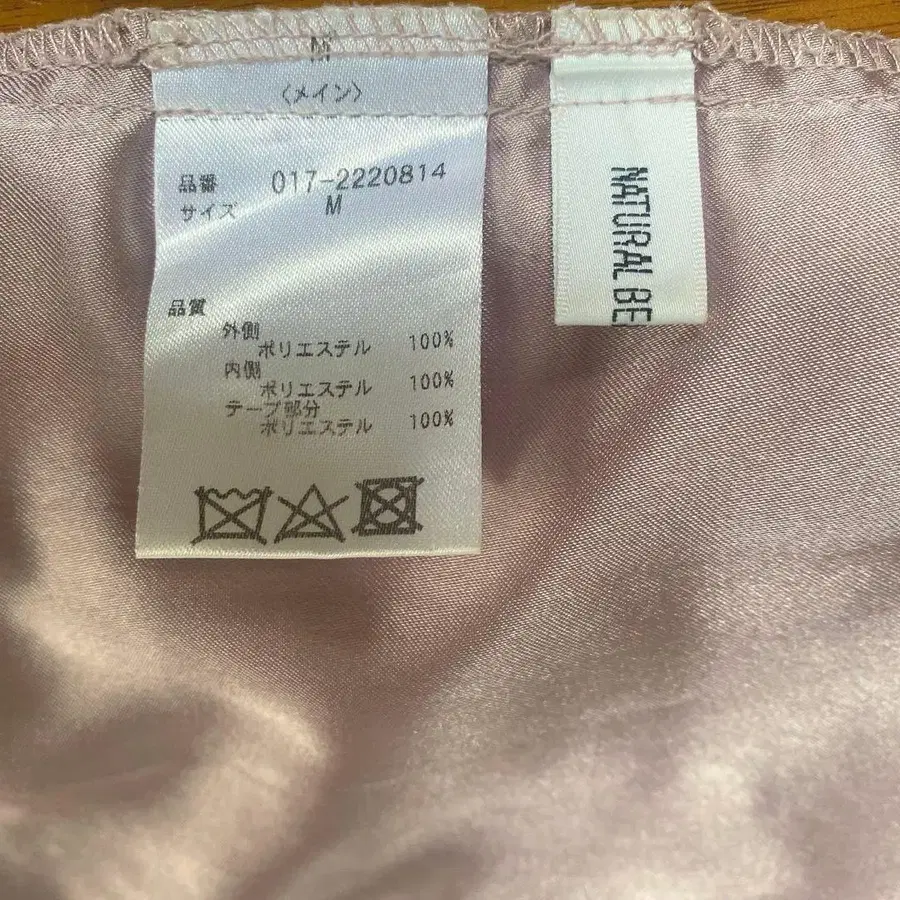 〈メイン〉
品番 017-2220814
サイズ M
品質
外側
ポリエステル 100%
内側
ポリエステル 100%
テープ部分
ポリエステル 100%
NATURAL BE